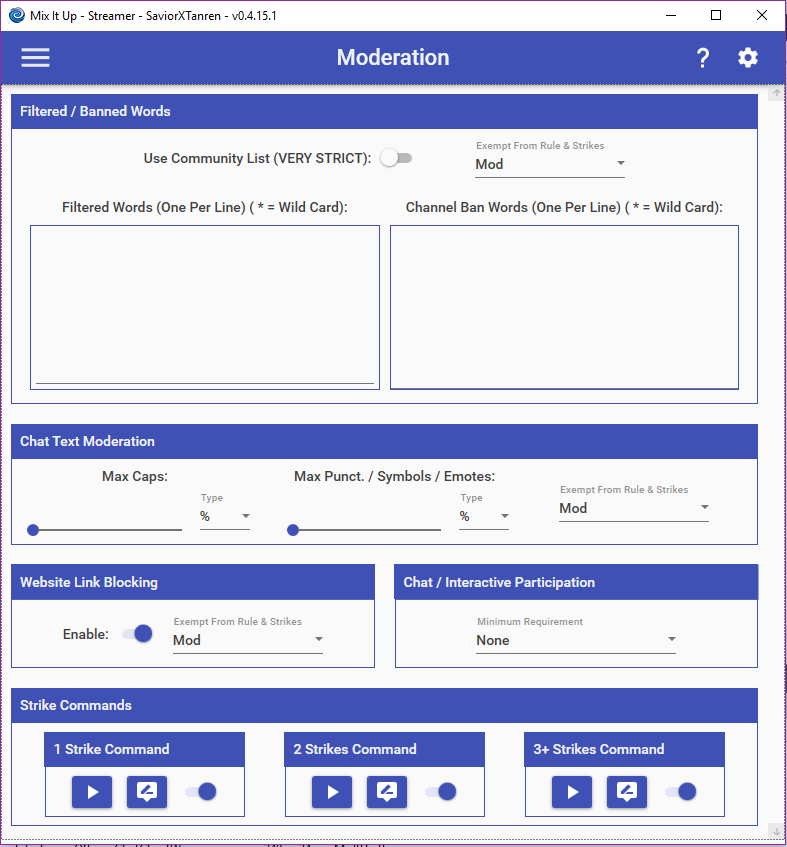 Mix It Up - Streamer - SaviorXTanren - v0.4.15.1
Moderation
?
Filtered / Banned Words
Use Community List (VERY STRICT):
Exempt From Rule & Strikes
Mod
Filtered Words (One Per Line) ( * = Wild Card):
Channel Ban Words (One Per Line) ( * = Wild Card):
Chat Text Moderation
Max Caps:
Type
%
Max Punct. / Symbols / Emotes:
Type
%
Exempt From Rule & Strikes
Mod
Website Link Blocking
Enable:
Exempt From Rule & Strikes
Mod
Chat / Interactive Participation
Minimum Requirement
None
Strike Commands
1 Strike Command
2 Strikes Command
3+ Strikes Command